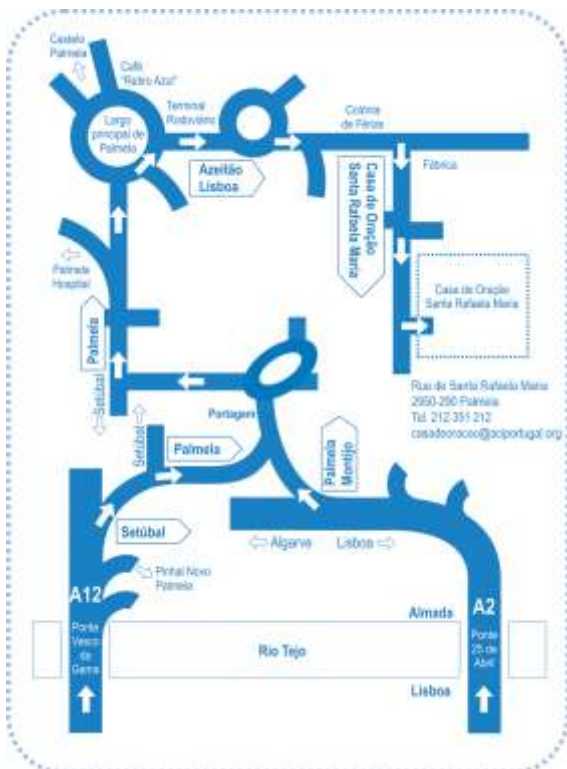 Castelo
Palmela
Café
"Retiro Azul"
Largo
principal de
Palmela
Terminal
Rodoviário
Colónia
de Férias
Azeitão
Lisboa
Casa de Oração
Santa Rafaela Maria
Fábrica
Palmela
Hospital
Casa de Oração
Santa Rafaela Maria
Palmela
Setúbal
Rua de Santa Rafaela Maria
2950-290 Palmela
Tel. 212 351 212
casadeoracao@aciportugal.org
Portagem
Setúbal
Palmela
Palmela
Montijo
Setúbal
Algarve
Lisboa
Pinhal Novo
Palmela
A12
Ponte
Vasco
da
Gama
Almada
A2
Ponte
25 de
Abril
Rio Tejo
Lisboa